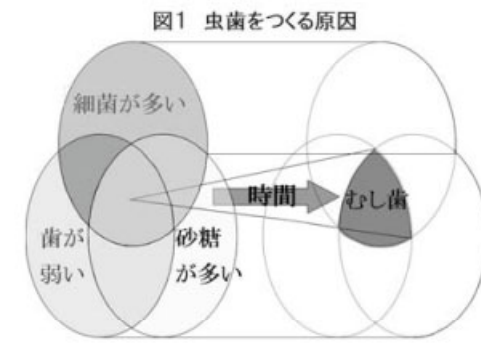 図1 虫歯をつくる原因
細菌が多い
時間
むし歯
歯が
弱い
砂糖
が多い